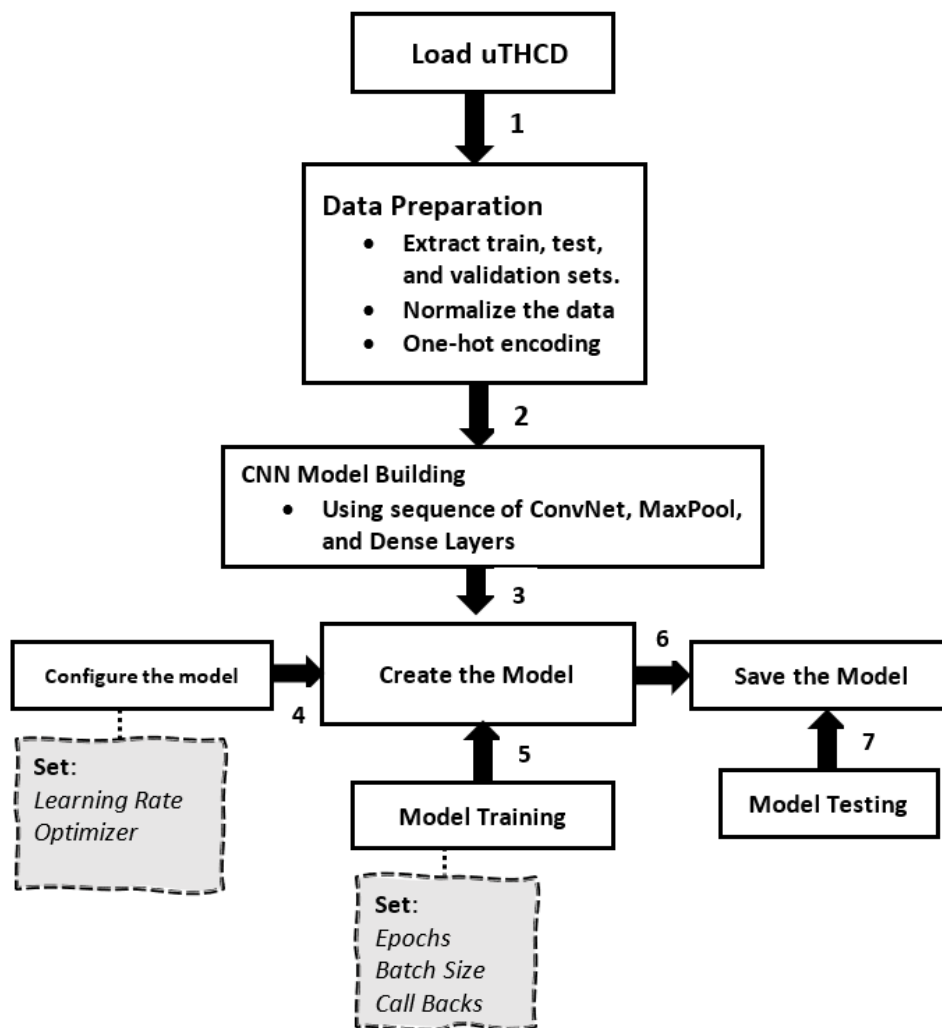 Load uTHCD
1
Data Preparation
• Extract train, test,
and validation sets.
• Normalize the data
• One-hot encoding
2
CNN Model Building
• Using sequence of ConvNet, MaxPool,
and Dense Layers
3
Configure the model
4
Create the Model
6
Save the Model
Set:
Learning Rate
Optimizer
5
Model Training
7
Model Testing
Set:
Epochs
Batch Size
Call Backs